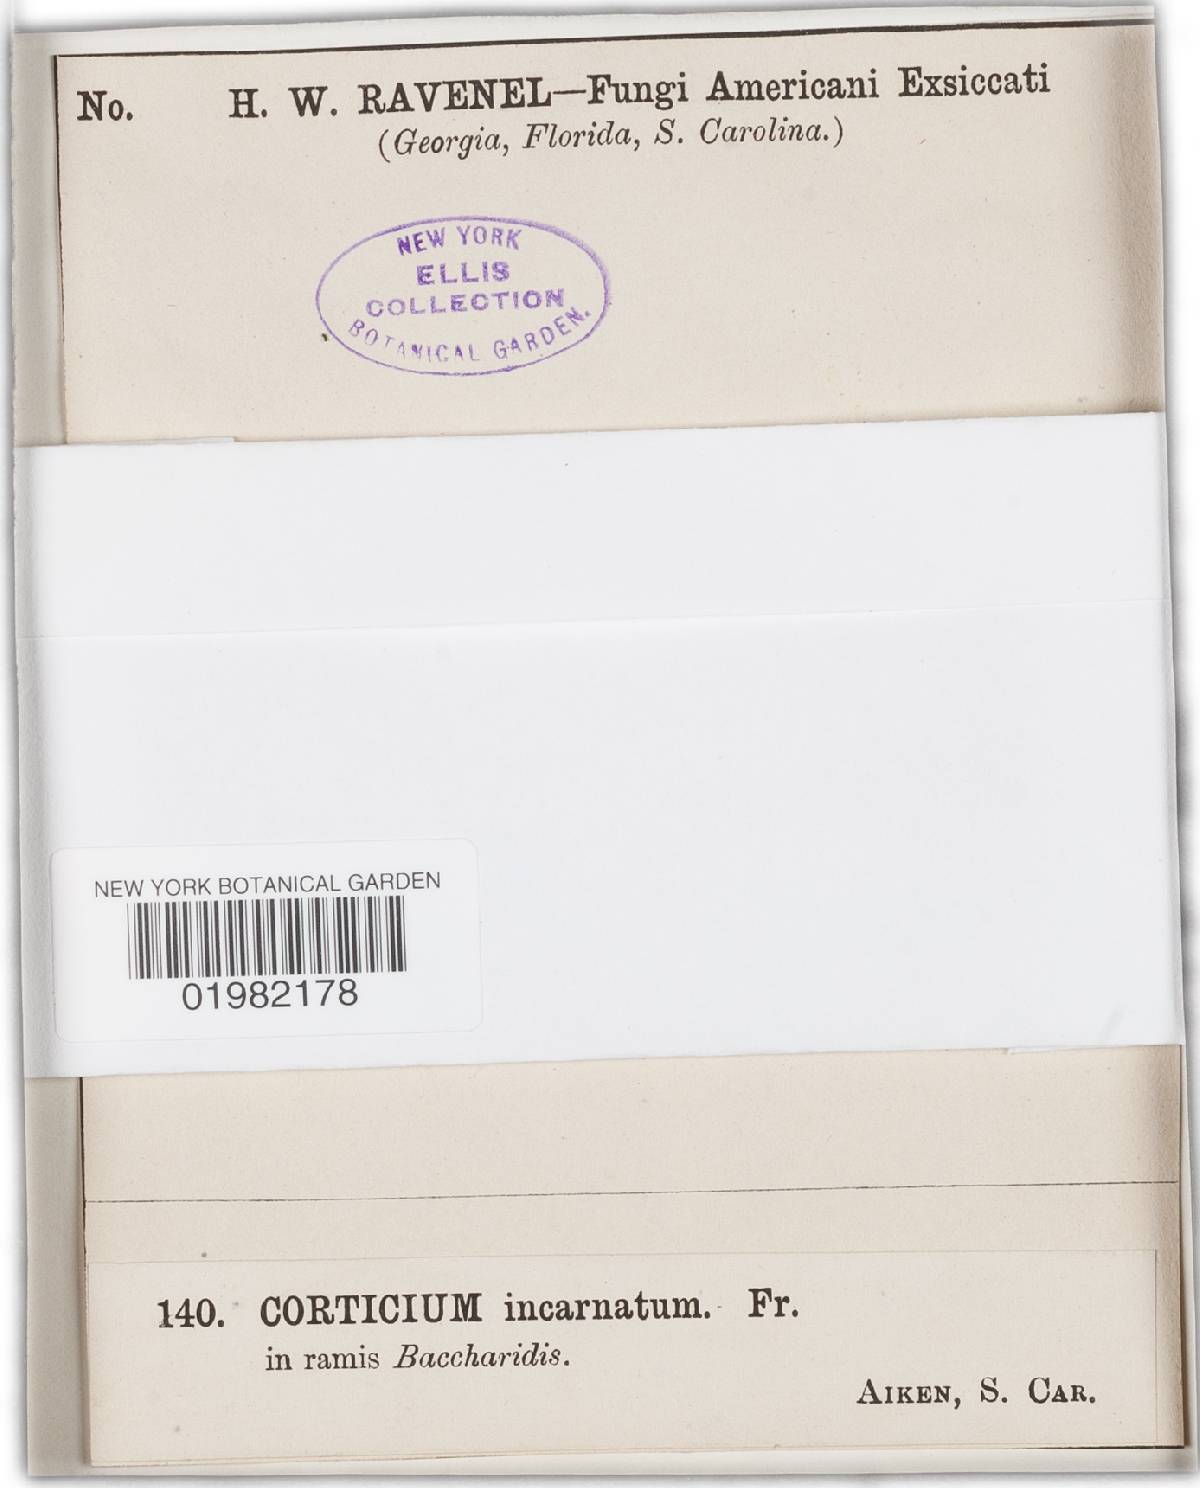 No. H. W. RAVENEL—Fungi Americani Exsiccati
(Georgia, Florida, S. Carolina.)
NEW YORK
ELLIS
COLLECTION
BOTANICAL GARDEN.
NEW YORK BOTANICAL GARDEN
01982178
140. CORTICIUM incarnatum. Fr.
in ramis Baccharidis.
AIKEN, S. CAR.